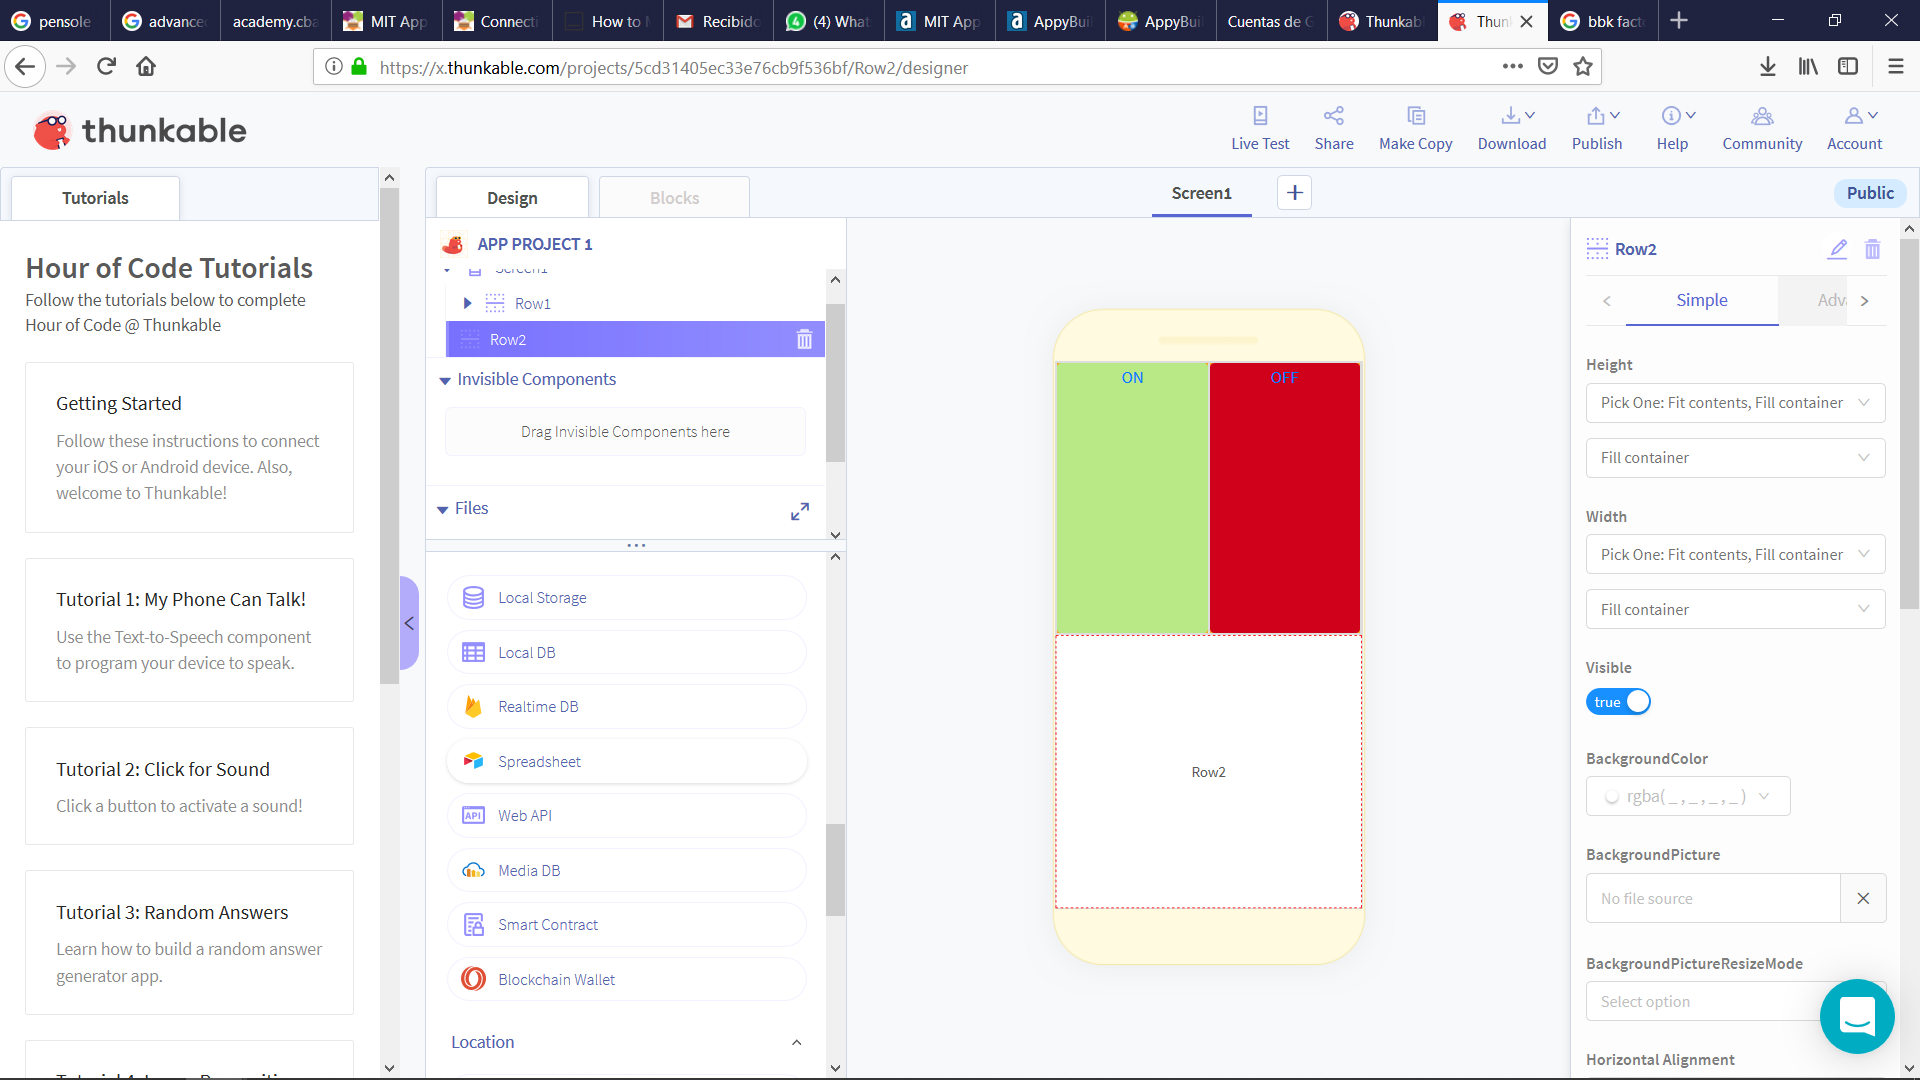 pensole
advance
academy.cba
MIT App
Connecti
How to M
Recibido
(4) What
MIT App
AppyBui
AppyBui
Cuentas de G
Thunkab
Thun
bbk fact
https://x.thunkable.com/projects/5cd31405ec33e76cb9f536bf/Row2/designer
thunkable
Live Test
Share
Make Copy
Download
Publish
Help
Community
Account
Tutorials
Design
Blocks
Screen1
Public
Hour of Code Tutorials
Follow the tutorials below to complete
Hour of Code @ Thunkable
Getting Started
Follow these instructions to connect
your iOS or Android device. Also,
welcome to Thunkable!
Tutorial 1: My Phone Can Talk!
Use the Text-to-Speech component
to program your device to speak.
Tutorial 2: Click for Sound
Click a button to activate a sound!
Tutorial 3: Random Answers
Learn how to build a random answer
generator app.
APP PROJECT 1
Screen1
Row1
Row2
Invisible Components
Drag Invisible Components here
Files
Local Storage
Local DB
Realtime DB
Spreadsheet
API
Web API
Media DB
Smart Contract
Blockchain Wallet
Location
ON
OFF
Row2
Row2
Simple
Adv
Height
Pick One: Fit contents, Fill container
Fill container
Width
Pick One: Fit contents, Fill container
Fill container
Visible
true
BackgroundColor
rgba( _ , _ , _ , _ )
BackgroundPicture
No file source
BackgroundPictureResizeMode
Select option
Horizontal Alignment